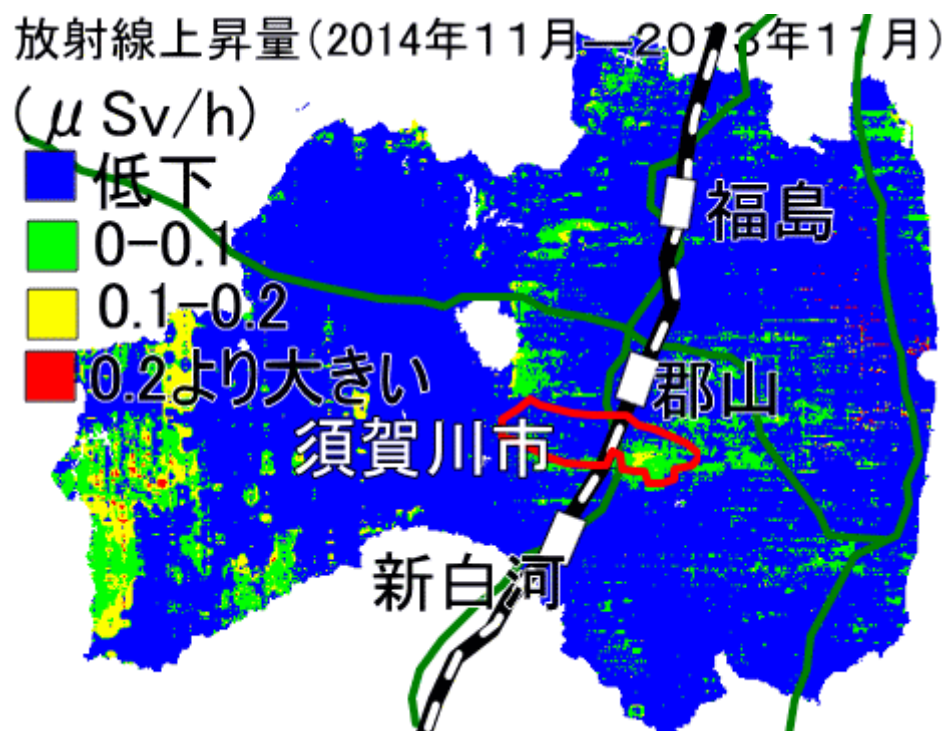 放射線上昇量(2014年11月―2013年11月)
(μSv/h)
低下
0-0.1
0.1-0.2
0.2より大きい
福島
郡山
須賀川市
新白河